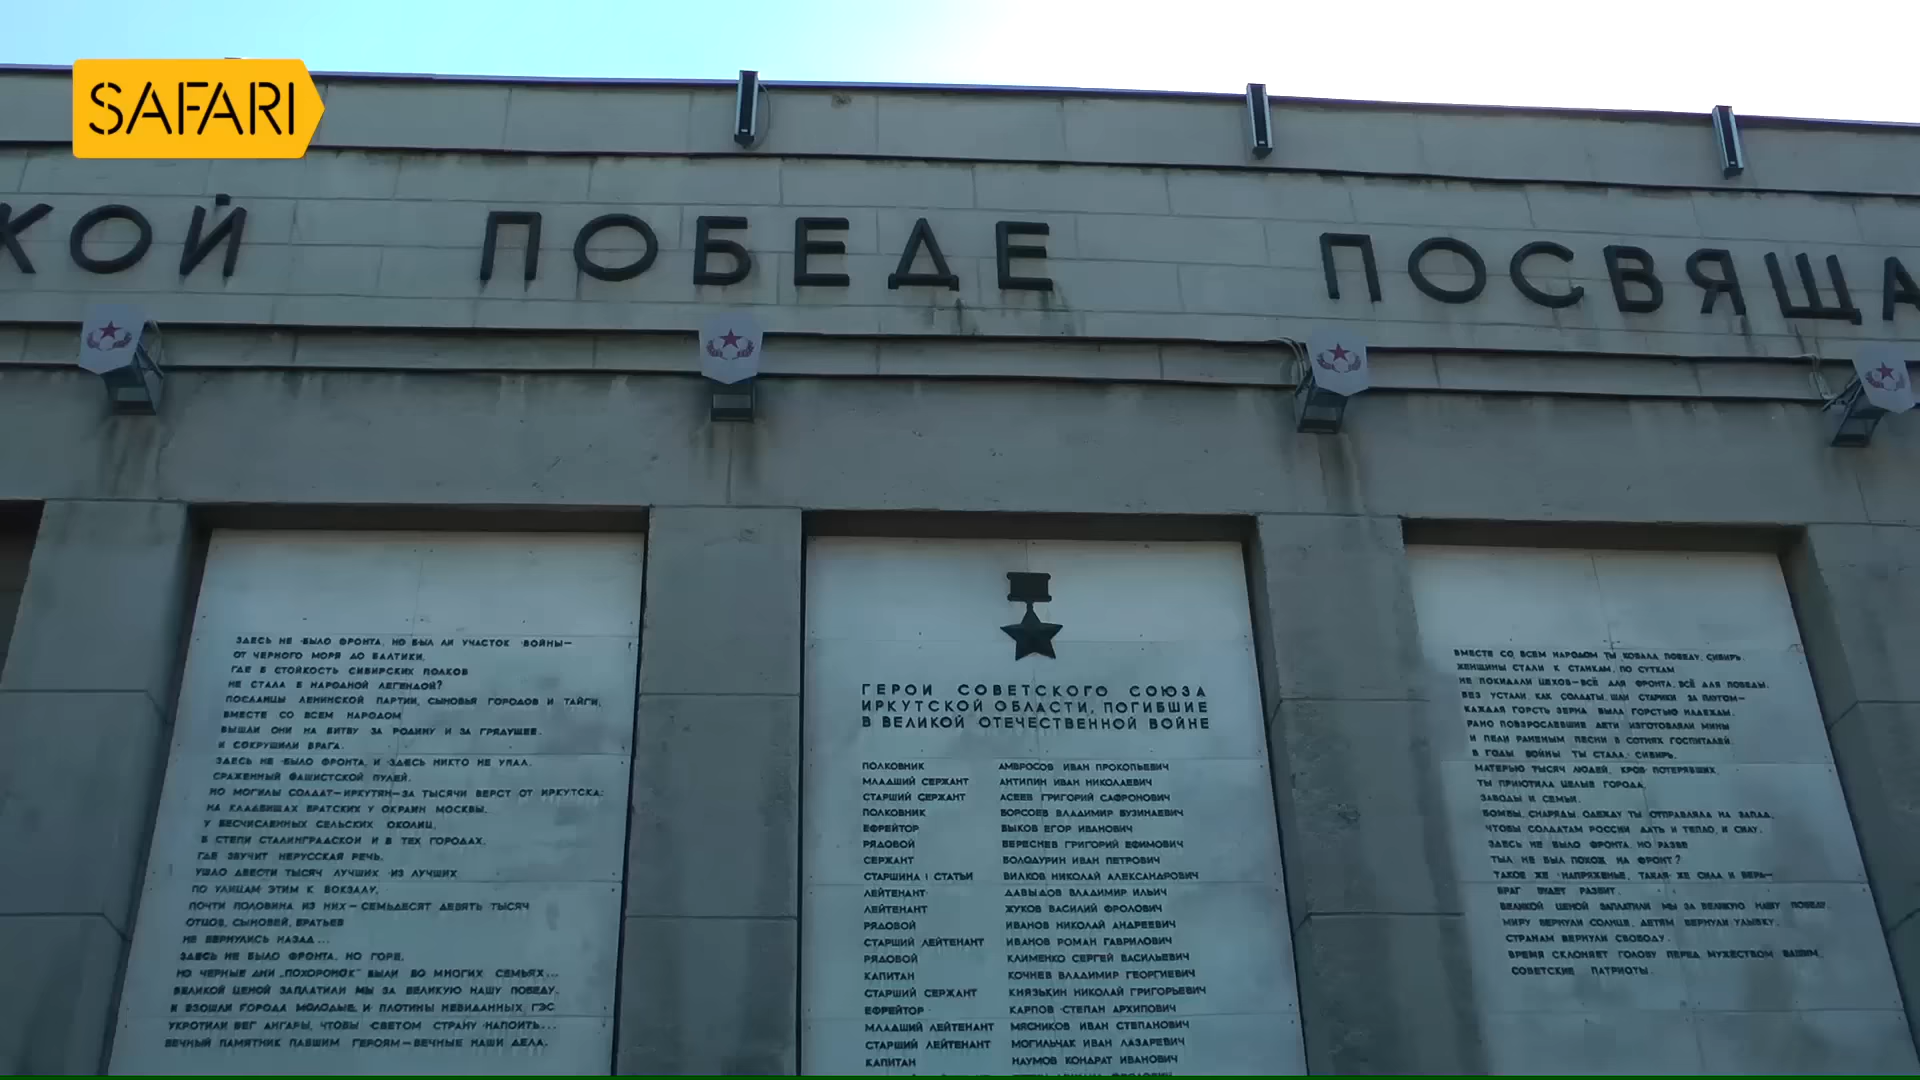 SAFARI
КОЙ ПОБЕДЕ ПОСВЯЩА
ЗДЕСЬ НЕ БЫЛО ФРОНТА, НО БЫЛ ЛИ УЧАСТОК ВОЙНЫ—
ОТ ЧЕРНОГО МОРЯ ДО БАЛТИКИ,
ГДЕ Б СТОЙКОСТЬ СИБИРСКИХ ПОЛКОВ
НЕ СТАЛА Б НАРОДНОЙ ЛЕГЕНДОЙ?
ПОСЛАНЦЫ ЛЕНИНСКОЙ ПАРТИИ, СЫНОВЬЯ ГОРОДОВ И ТАЙГИ,
ВМЕСТЕ СО ВСЕМ НАРОДОМ
ВЫШЛИ ОНИ НА БИТВУ ЗА РОДИНУ И ЗА ГРЯДУЩЕЕ.
И СОКРУШИЛИ ВРАГА.
ЗДЕСЬ НЕ БЫЛО ФРОНТА, И ЗДЕСЬ НИКТО НЕ УПАЛ,
СРАЖЕННЫЙ ФАШИСТСКОЙ ПУЛЕЙ.
НО МОГИЛЫ СОЛДАТ—ИРКУТЯН—ЗА ТЫСЯЧИ ВЕРСТ ОТ ИРКУТСКА:
НА КЛАДБИЩАХ БРАТСКИХ У ОКРАИН МОСКВЫ,
У БЕСЧИСЛЕННЫХ СЕЛЬСКИХ ОКОЛИЦ,
В СТЕПИ СТАЛИНГРАДСКОЙ И В ТЕХ ГОРОДАХ,
ГДЕ ЗВУЧИТ НЕРУССКАЯ РЕЧЬ.
УШЛО ДВЕСТИ ТЫСЯЧ ЛУЧШИХ ИЗ ЛУЧШИХ
ПО УЛИЦАМ ЭТИМ К ВОКЗАЛУ,
ПОЧТИ ПОЛОВИНА ИЗ НИХ—СЕМЬДЕСЯТ ДЕВЯТЬ ТЫСЯЧ
ОТЦОВ, СЫНОВЕЙ, БРАТЬЕВ
НЕ ВЕРНУЛИСЬ НАЗАД...
ЗДЕСЬ НЕ БЫЛО ФРОНТА, НО ГОРЕ,
НО ЧЕРНЫЕ ДНИ „ПОХОРОНОК" БЫЛИ ВО МНОГИХ СЕМЬЯХ...
ВЕЛИКОЙ ЦЕНОЙ ЗАПЛАТИЛИ МЫ ЗА ВЕЛИКУЮ НАШУ ПОБЕДУ.
И ВЗОШЛИ ГОРОДА МОЛОДЫЕ, И ПЛОТИНЫ НЕВИДАННЫХ ГЭС
УКРОТИЛИ БЕГ АНГАРЫ, ЧТОБЫ СВЕТОМ СТРАНУ НАПОИТЬ...
ВЕЧНЫЙ ПАМЯТНИК ПАВШИМ ГЕРОЯМ—ВЕЧНЫЕ НАШИ ДЕЛА.
ГЕРОИ СОВЕТСКОГО СОЮЗА
ИРКУТСКОЙ ОБЛАСТИ, ПОГИБШИЕ
В ВЕЛИКОЙ ОТЕЧЕСТВЕННОЙ ВОЙНЕ
ПОЛКОВНИК АМБРОСОВ ИВАН ПРОКОПЬЕВИЧ
МЛАДШИЙ СЕРЖАНТ АНТИПИН ИВАН НИКОЛАЕВИЧ
СТАРШИЙ СЕРЖАНТ АСЕЕВ ГРИГОРИЙ САФРОНОВИЧ
ПОЛКОВНИК БОРСОЕВ ВЛАДИМИР БУЗИНАЕВИЧ
ЕФРЕЙТОР БЫКОВ ЕГОР ИВАНОВИЧ
РЯДОВОЙ ВЕРЕСНЕВ ГРИГОРИЙ ЕФИМОВИЧ
СЕРЖАНТ ВОЛОДУРИН ИВАН ПЕТРОВИЧ
СТАРШИНА I СТАТЬИ ВИЛКОВ НИКОЛАЙ АЛЕКСАНДРОВИЧ
ЛЕЙТЕНАНТ ДАВЫДОВ ВЛАДИМИР ИЛЬИЧ
ЛЕЙТЕНАНТ ЖУКОВ ВАСИЛИЙ ФРОЛОВИЧ
РЯДОВОЙ ИВАНОВ НИКОЛАЙ АНДРЕЕВИЧ
СТАРШИЙ ЛЕЙТЕНАНТ ИВАНОВ РОМАН ГАВРИЛОВИЧ
РЯДОВОЙ КЛИМЕНКО СЕРГЕЙ ВАСИЛЬЕВИЧ
КАПИТАН КОЧНЕВ ВЛАДИМИР ГЕОРГИЕВИЧ
СТАРШИЙ СЕРЖАНТ КНЯЗЬКИН НИКОЛАЙ ГРИГОРЬЕВИЧ
ЕФРЕЙТОР КАРПОВ СТЕПАН АРХИПОВИЧ
МЛАДШИЙ ЛЕЙТЕНАНТ МЯСНИКОВ ИВАН СТЕПАНОВИЧ
СТАРШИЙ ЛЕЙТЕНАНТ МОГИЛЬЧАК ИВАН ЛАЗАРЕВИЧ
КАПИТАН НАУМОВ КОНДРАТ ИВАНОВИЧ
ВМЕСТЕ СО ВСЕМ НАРОДОМ ТЫ КОВАЛА ПОБЕДУ, СИБИРЬ.
ЖЕНЩИНЫ СТАЛИ К СТАНКАМ, ПО СУТКАМ
НЕ ПОКИДАЛИ ЦЕХОВ—ВСЁ ДЛЯ ФРОНТА, ВСЁ ДЛЯ ПОБЕДЫ.
БЕЗ УСТАЛИ, КАК СОЛДАТЫ, ШЛИ СТАРИКИ ЗА ПЛУГОМ—
КАЖДАЯ ГОРСТЬ ЗЕРНА БЫЛА ГОРСТЬЮ НАДЕЖДЫ.
РАНО ПОВЗРОСЛЕВШИЕ ДЕТИ ИЗГОТОВЛЯЛИ МИНЫ
И ПЕЛИ РАНЕНЫМ ПЕСНИ В СОТНЯХ ГОСПИТАЛЕЙ.
В ГОДЫ ВОЙНЫ ТЫ СТАЛА, СИБИРЬ,
МАТЕРЬЮ ТЫСЯЧ ЛЮДЕЙ, КРОВ ПОТЕРЯВШИХ,
ТЫ ПРИЮТИЛА ЦЕЛЫЕ ГОРОДА,
ЗАВОДЫ И СЕМЬИ.
БОМБЫ, СНАРЯДЫ, ОДЕЖДУ ТЫ ОТПРАВЛЯЛА НА ЗАПАД,
ЧТОБЫ СОЛДАТАМ РОССИИ ДАТЬ И ТЕПЛО, И СИЛУ.
ЗДЕСЬ НЕ БЫЛО ФРОНТА, НО РАЗВЕ
ТЫЛ НЕ БЫЛ ПОХОЖ НА ФРОНТ?
ТАКОЕ ЖЕ НАПРЯЖЕНЬЕ, ТАКАЯ ЖЕ СИЛА И ВЕРА—
ВРАГ БУДЕТ РАЗБИТ.
ВЕЛИКОЙ ЦЕНОЙ ЗАПЛАТИЛИ МЫ ЗА ВЕЛИКУЮ НАШУ ПОБЕДУ.
МИРУ ВЕРНУЛИ СОЛНЦЕ, ДЕТЯМ ВЕРНУЛИ УЛЫБКУ,
СТРАНАМ ВЕРНУЛИ СВОБОДУ.
ВРЕМЯ СКЛОНЯЕТ ГОЛОВУ ПЕРЕД МУЖЕСТВОМ ВАШИМ,
СОВЕТСКИЕ ПАТРИОТЫ.